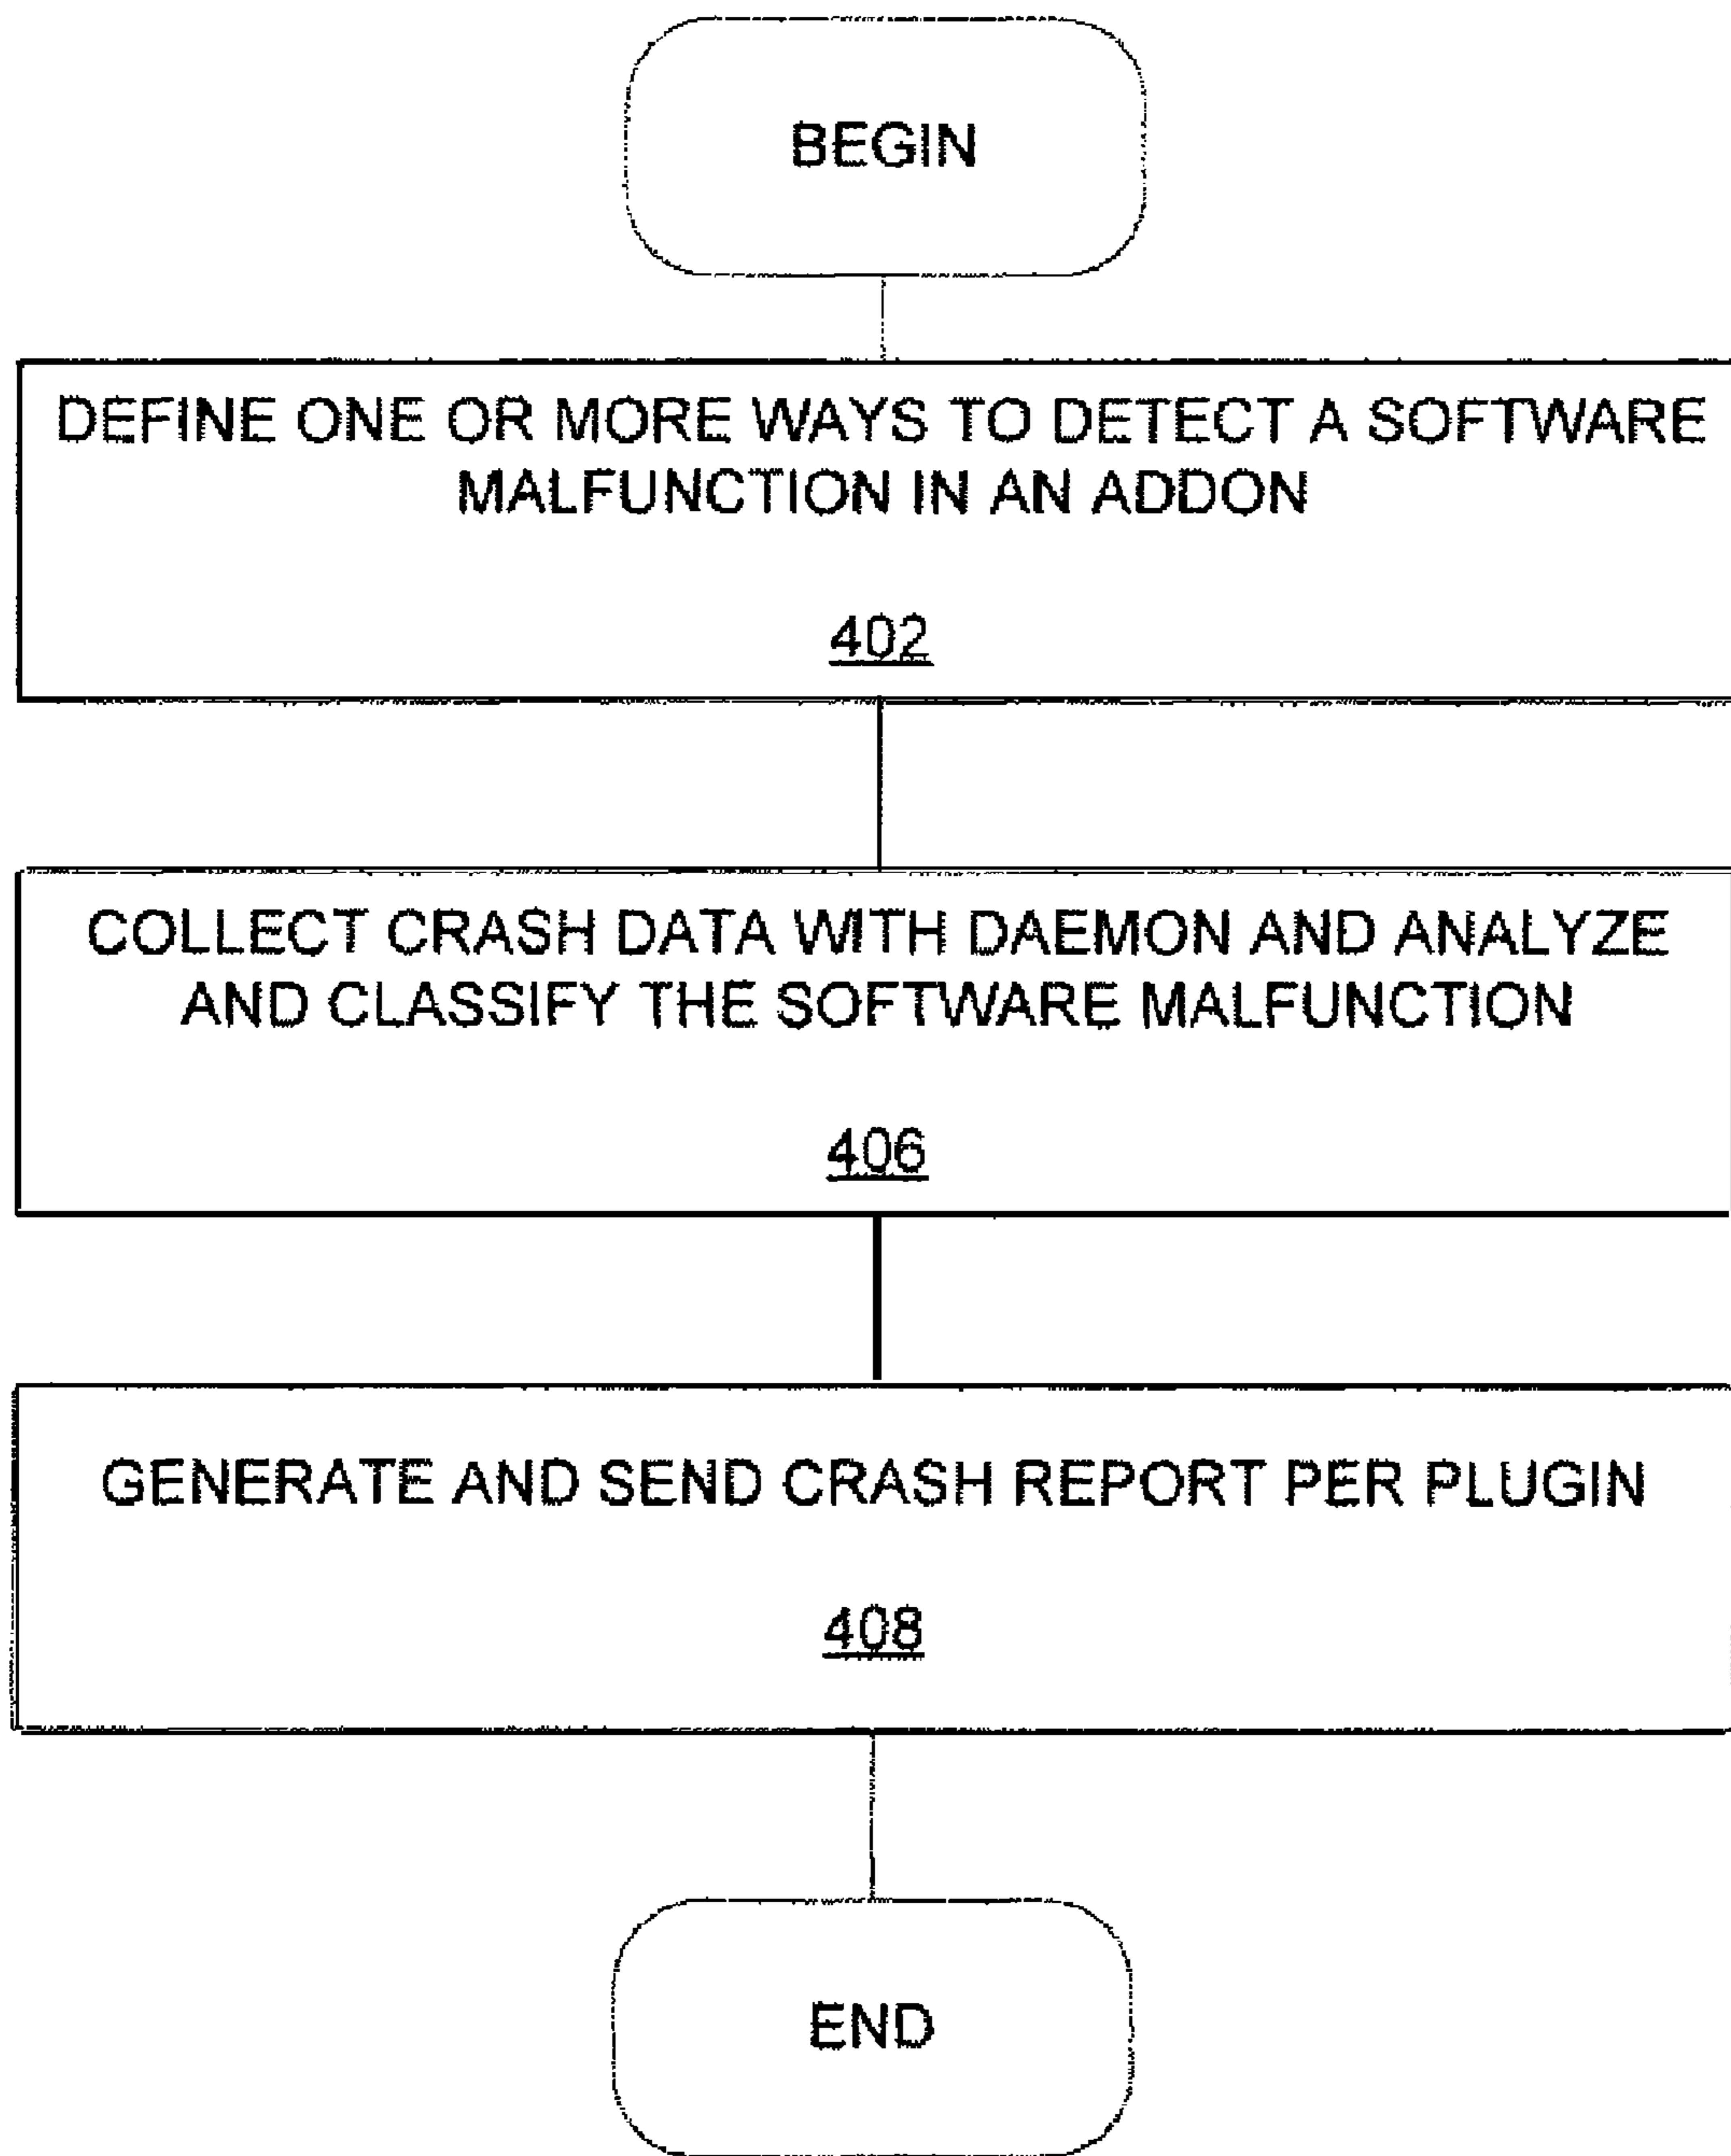 BEGIN
DEFINE ONE OR MORE WAYS TO DETECT A SOFTWARE
MALFUNCTION IN AN ADDON
402
COLLECT CRASH DATA WITH DAEMON AND ANALYZE
AND CLASSIFY THE SOFTWARE MALFUNCTION
406
GENERATE AND SEND CRASH REPORT PER PLUGIN
408
END